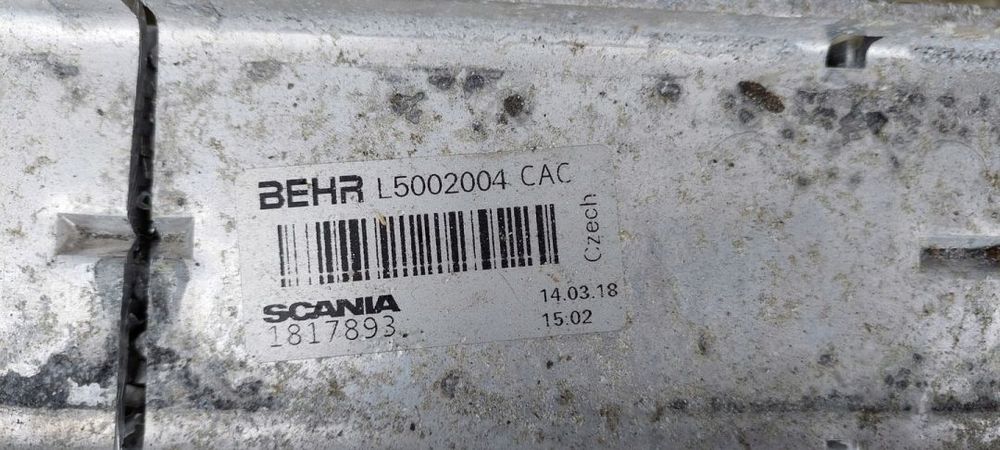 BEHR L5002004 CAC
Czech
SCANIA
1817893
14.03.18
15:02